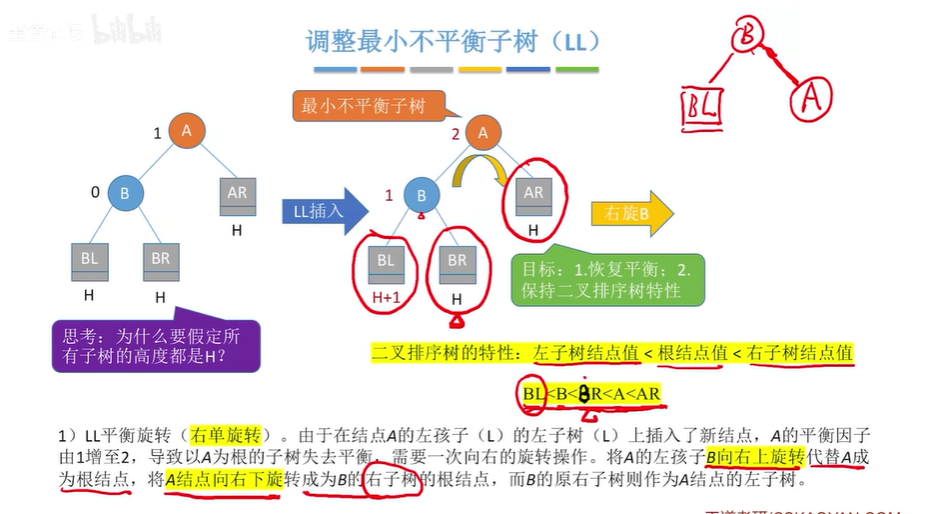 bilibili
调整最小不平衡子树（LL）
B
BL
A
最小不平衡子树
1
A
2
A
0
B
AR
H
LL插入
1
B
AR
H
右旋B
BL
BR
H
H
BL
BR
H+1
H
目标：1.恢复平衡；2.
保持二叉排序树特性
思考：为什么要假定所
有子树的高度都是H？
二叉排序树的特性：左子树结点值<根结点值<右子树结点值
BL<B<BR<A<AR
1）LL平衡旋转（右单旋转）。由于在结点A的左孩子（L）的左子树（L）上插入了新结点，A的平衡因子
由1增至2，导致以A为根的子树失去平衡，需要一次向右的旋转操作。将A的左孩子B向右上旋转代替A成
为根结点，将A结点向右下旋转成为B的右子树的根结点，而B的原右子树则作为A结点的左子树。